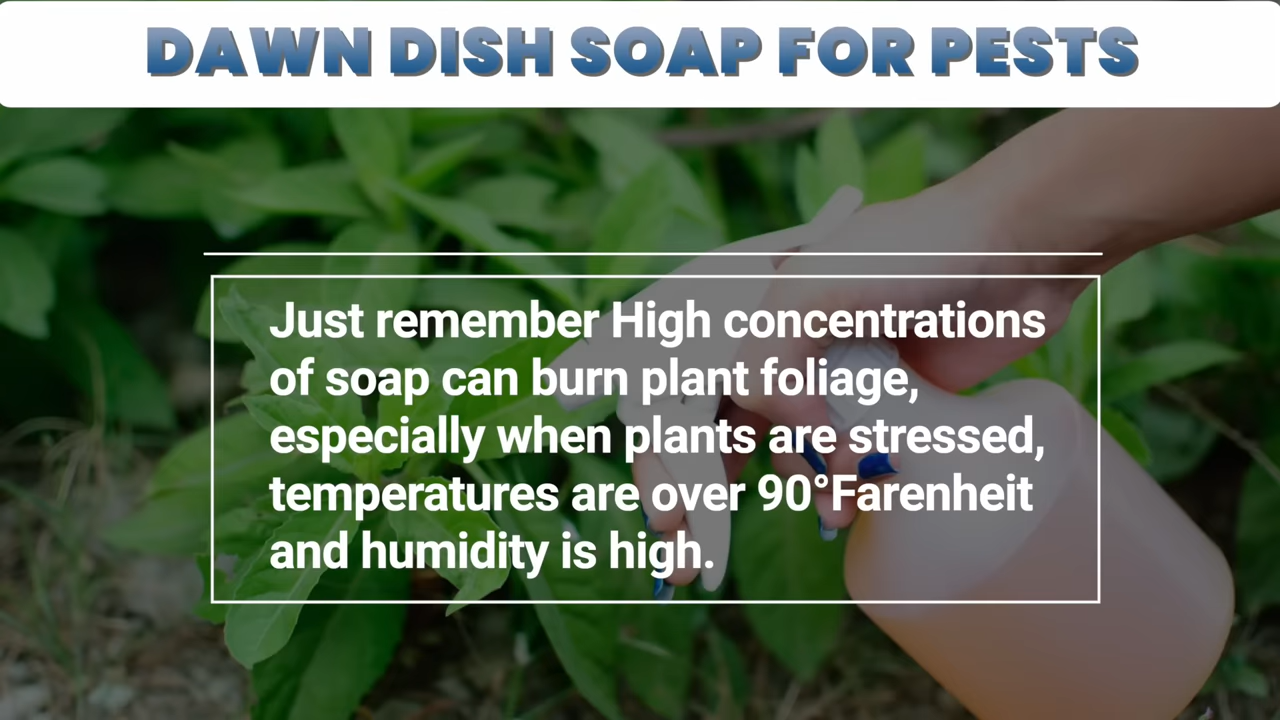 DAWN DISH SOAP FOR PESTS
Just remember High concentrations
of soap can burn plant foliage,
especially when plants are stressed,
temperatures are over 90°Farenheit
and humidity is high.